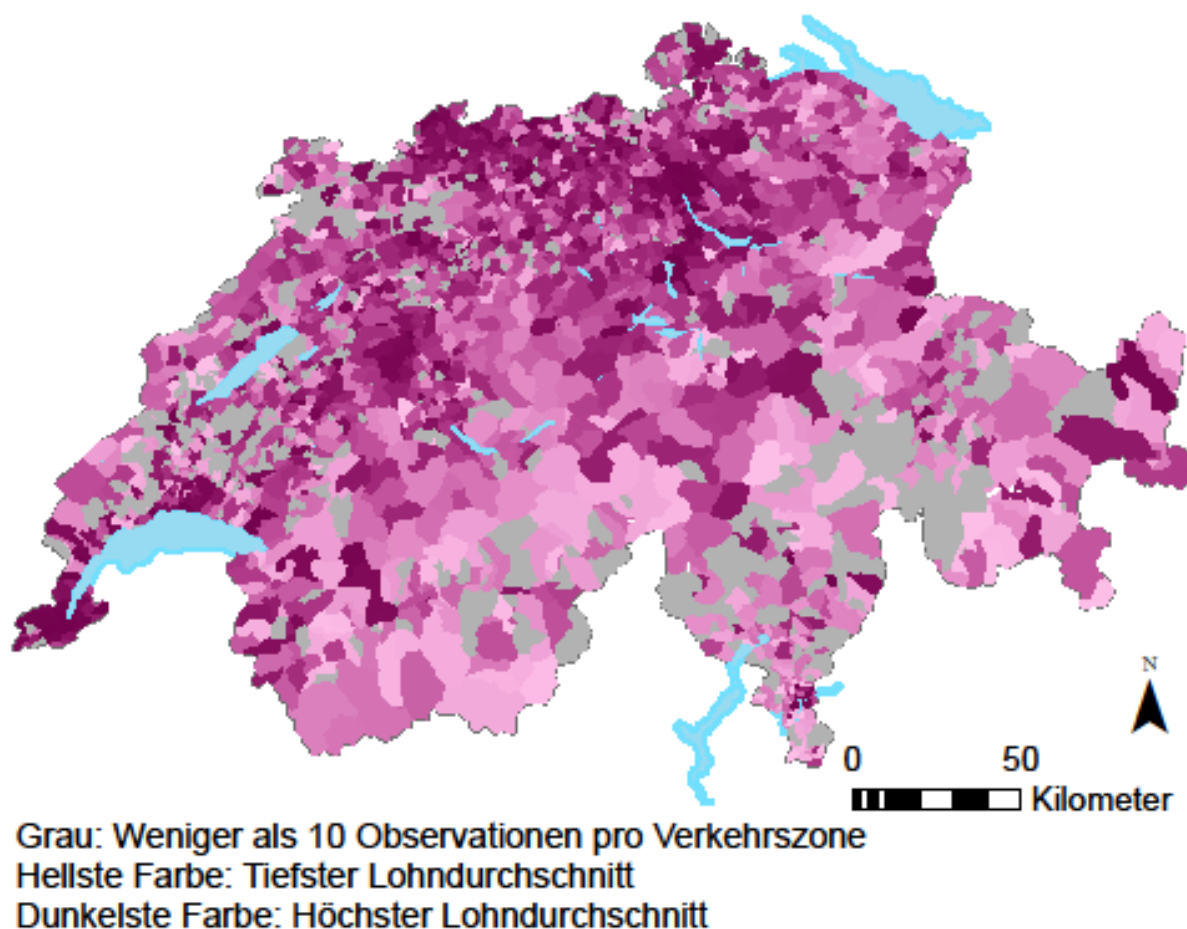 N
0 50
Kilometer
Grau: Weniger als 10 Observationen pro Verkehrszone
Hellste Farbe: Tiefster Lohndurchschnitt
Dunkelste Farbe: Höchster Lohndurchschnitt